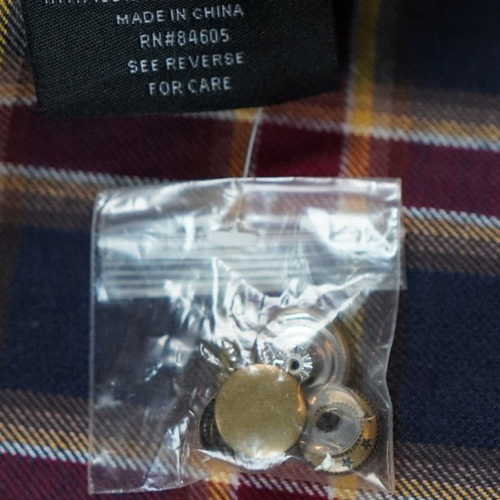 MADE IN CHINA
RN#84605
SEE REVERSE
FOR CARE